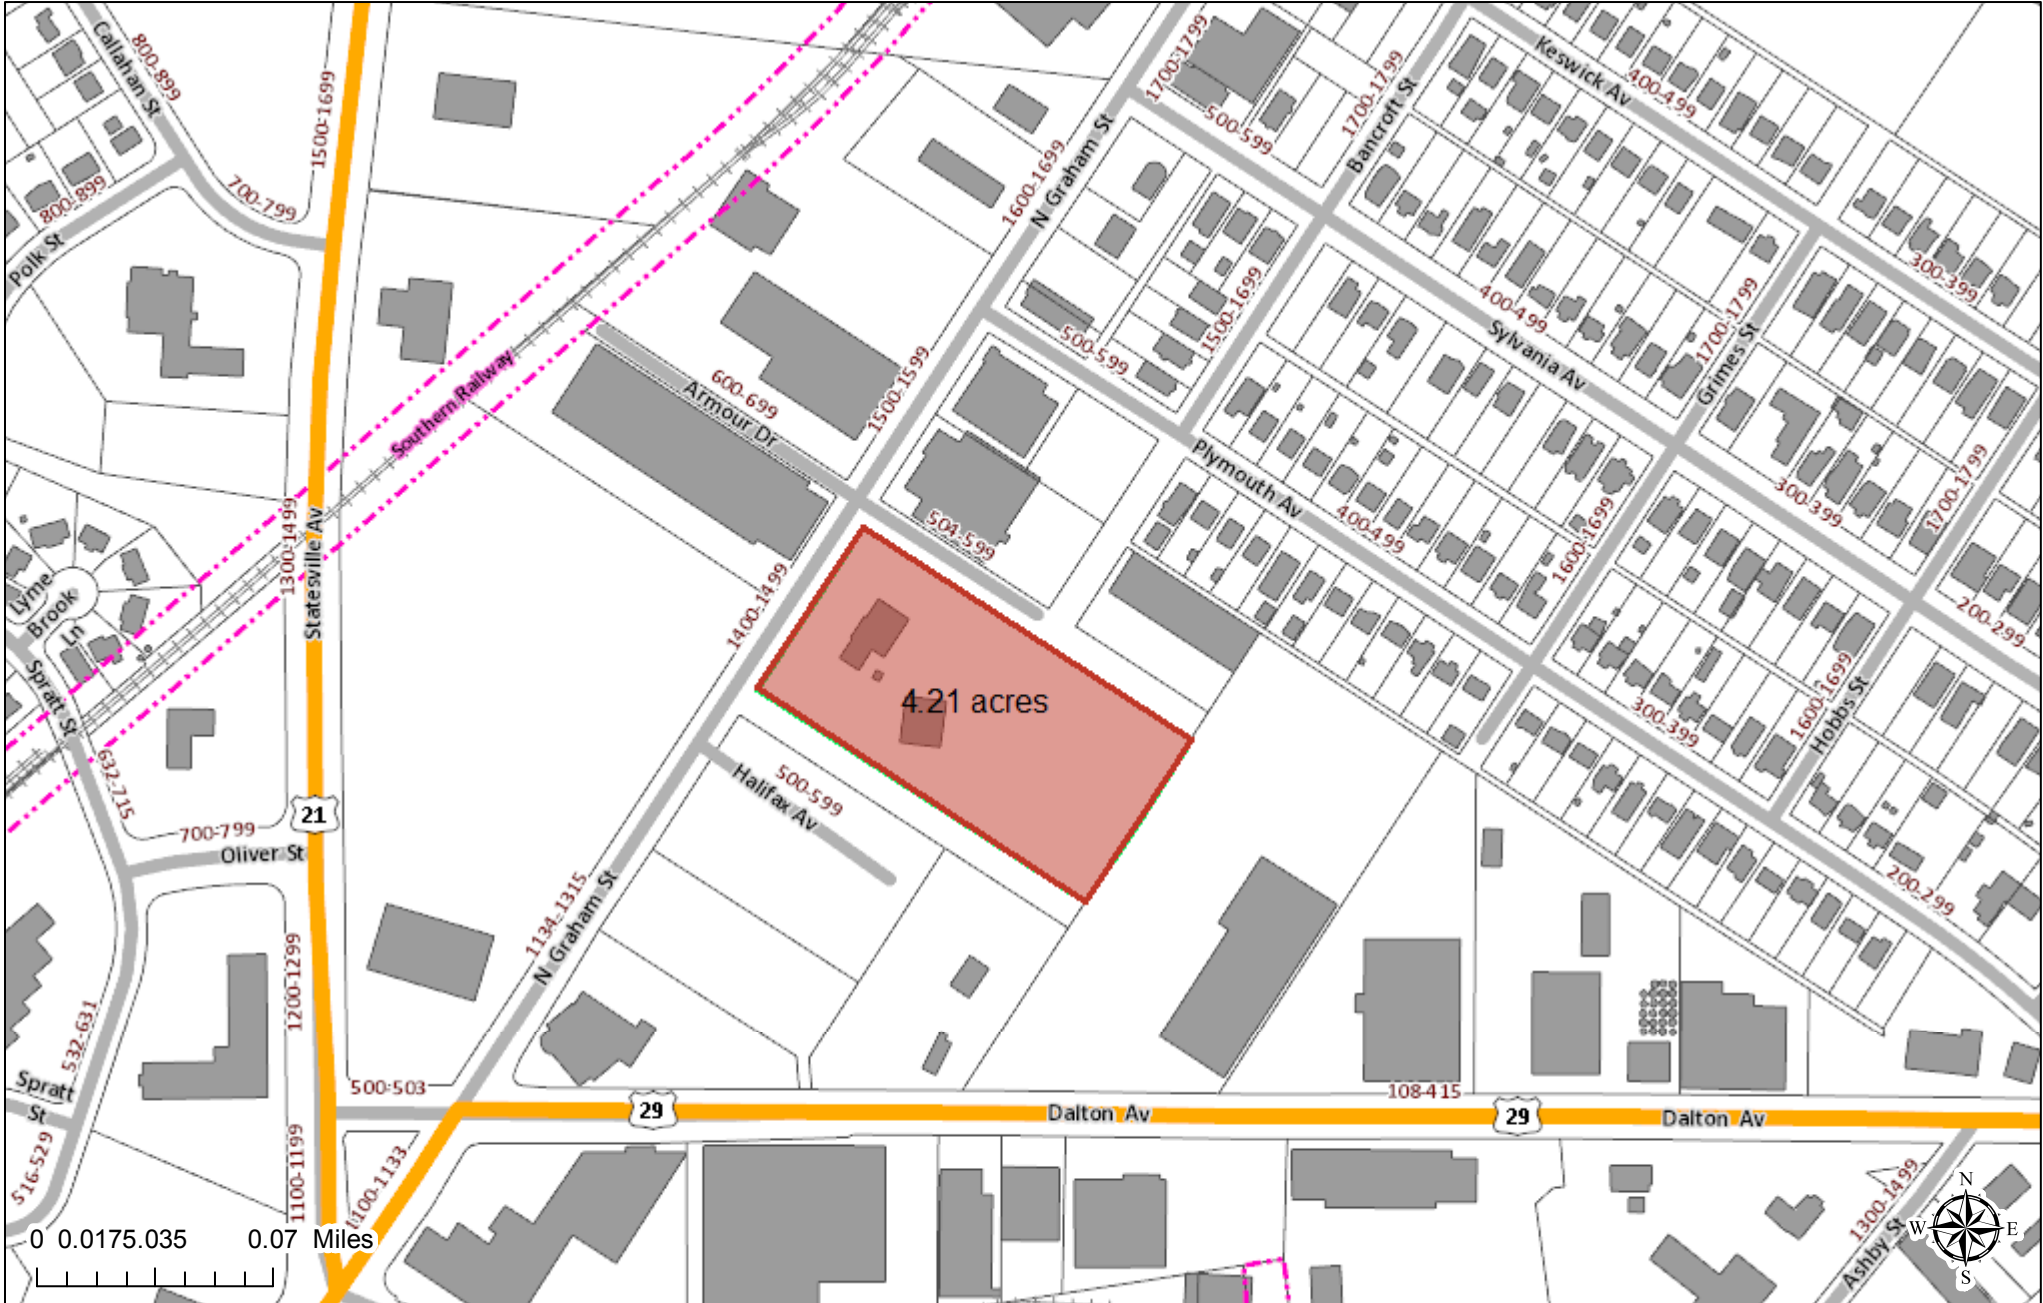 Callahan St
800-899
1500-1699
1700-1799
Keswick Av
400-499
1700-1799
Bancroft St
500-599
N Graham St
1600-1699
800-899
700-799
Polk St
300-399
1700-1799
400-499
Sylvania Av
Grimes St
1500-1699
500-599
1500-1599
600-699
Armour Dr
Southern Railway
Plymouth Av
400-499
300-399
1700-1799
1300-1499
Statesville Av
504-599
1600-1699
1400-1499
Lyme
Brook
Ln
200-299
Spratt St
4.21 acres
1600-1699
Hobbs St
300-399
632-715
500-599
Halifax Av
21
700-799
Oliver St
200-299
1134-1315
N Graham St
1200-1299
532-631
Spratt
St
500-503
108-415
29
Dalton Av
29
Dalton Av
516-529
1100-1199
1100-1133
1300-1499
Ashby St
N
W
E
S
0 0.0175.035 0.07 Miles